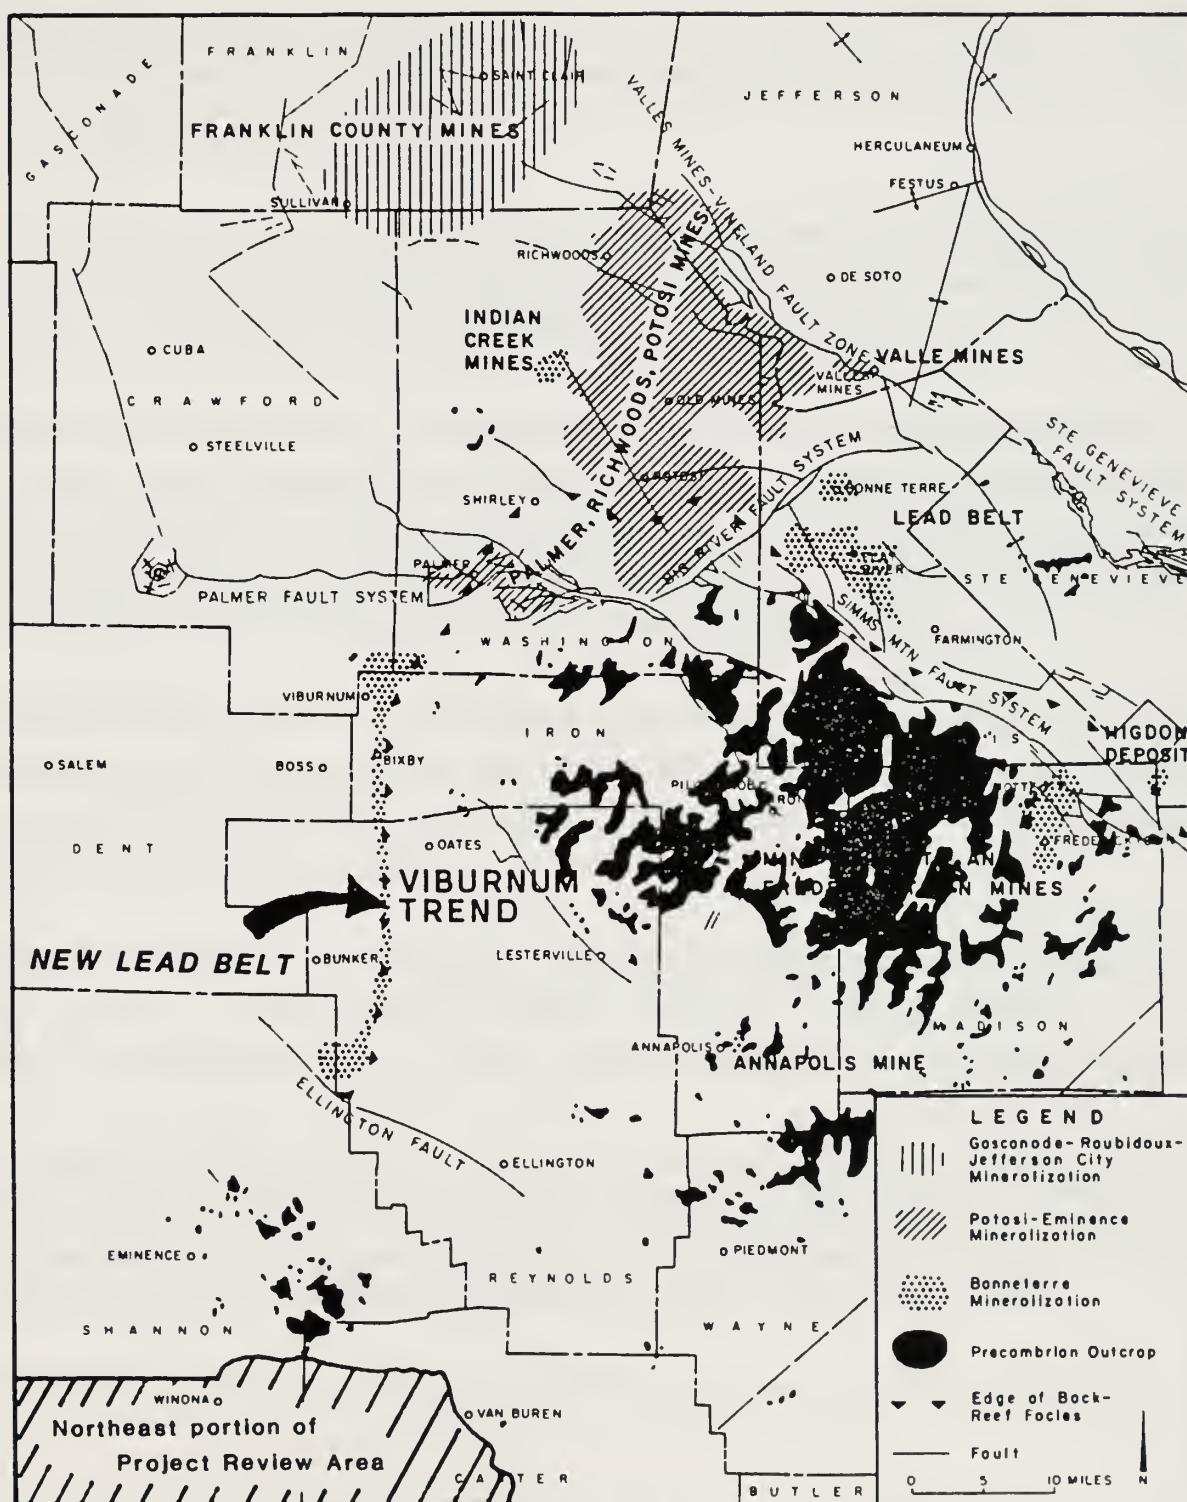 FRANKLIN
GASCONADE
SAINT CLAIR
JEFFERSON
FRANKLIN COUNTY MINES
HERCULANEUM
FESTUS
SULLIVAN
VALLES MINES-VINELAND FAULT ZONE
RICHWOODS
DE SOTO
INDIAN
CREEK
MINES
CUBA
VALLE MINES
VALLES
MINES
CRAWFORD
OLD MINES
PALMER, RICHWOODS, POTOSI MINES
STEELVILLE
STE GENEVIEVE
FAULT SYSTEM
POTOSI
BIG RIVER FAULT SYSTEM
BONNE TERRE
SHIRLEY
LEAD BELT
PALMER
RIVER
STE GENEVIEVE
PALMER FAULT SYSTEM
SIMMS MTN FAULT SYSTEM
FARMINGTON
WASHINGTON
VIBURNUM
IRON
HIGDON
DEPOSIT
SALEM
BOSS
BIXBY
DENT
OATES
FREDERICKTOWN
VIBURNUM
TREND
MINES
NEW LEAD BELT
BUNKER
LESTERVILLE
MADISON
ANNAPOLIS
ANNAPOLIS MINE
ELLINGTON FAULT
ELLINGTON
EMINENCE
PIEDMONT
REYNOLDS
SHANNON
WAYNE
WINONA
VAN BUREN
Northeast portion of
Project Review Area
CARTER
BUTLER
LEGEND
Gasconade-Roubidoux-
Jefferson City
Mineralization
Potosi-Eminence
Mineralization
Bonneterre
Mineralization
Precambrian Outcrop
Edge of Back-
Reef Facies
Fault
0 5 10 MILES N